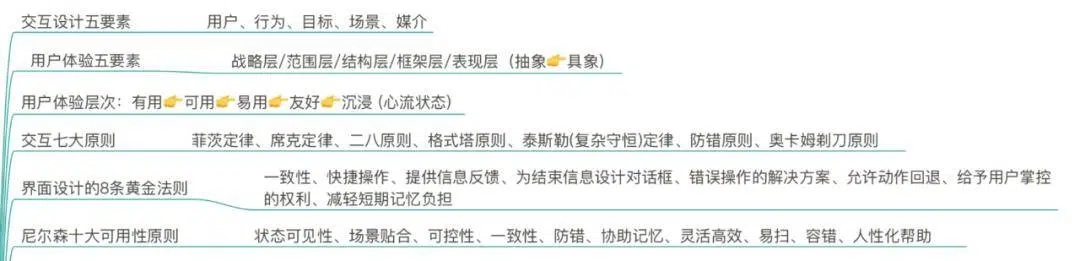 交互设计五要素 用户、行为、目标、场景、媒介
用户体验五要素 战略层/范围层/结构层/框架层/表现层（抽象👉具象）
用户体验层次：有用👉可用👉易用👉友好👉沉浸 (心流状态)
交互七大原则 菲茨定律、席克定律、二八原则、格式塔原则、泰斯勒(复杂守恒)定律、防错原则、奥卡姆剃刀原则
界面设计的8条黄金法则 一致性、快捷操作、提供信息反馈、为结束信息设计对话框、错误操作的解决方案、允许动作回退、给予用户掌控
的权利、减轻短期记忆负担
尼尔森十大可用性原则 状态可见性、场景贴合、可控性、一致性、防错、协助记忆、灵活高效、易扫、容错、人性化帮助